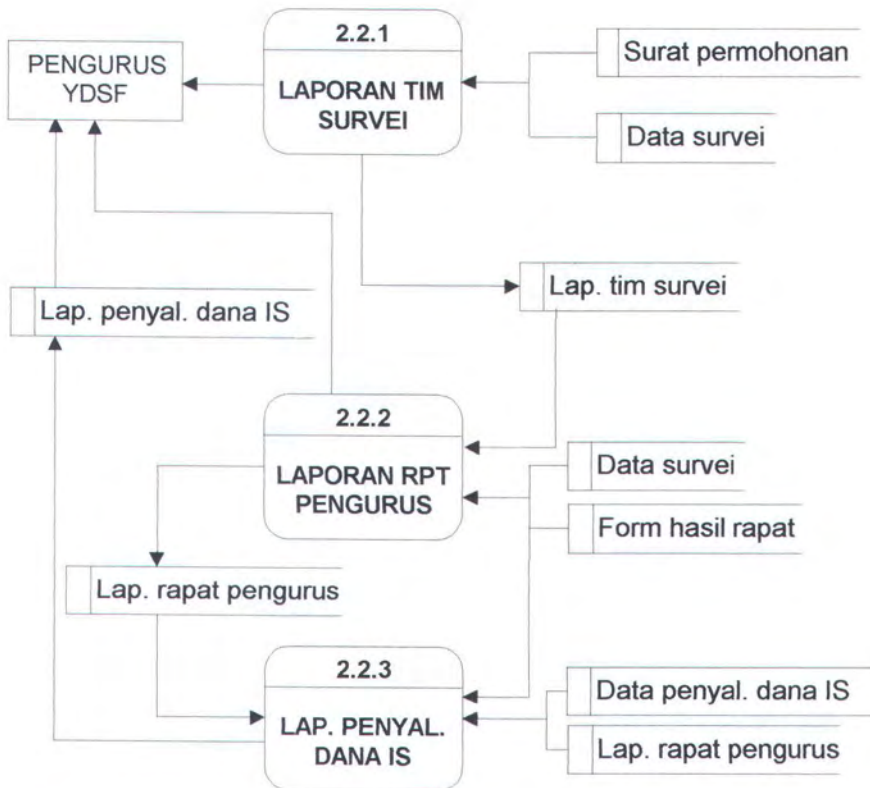 2.2.1
PENGURUS
YDSF
LAPORAN TIM
SURVEI
Surat permohonan
Data survei
Lap. tim survei
Lap. penyal. dana IS
2.2.2
LAPORAN RPT
PENGURUS
Data survei
Form hasil rapat
Lap. rapat pengurus
2.2.3
LAP. PENYAL.
DANA IS
Data penyal. dana IS
Lap. rapat pengurus